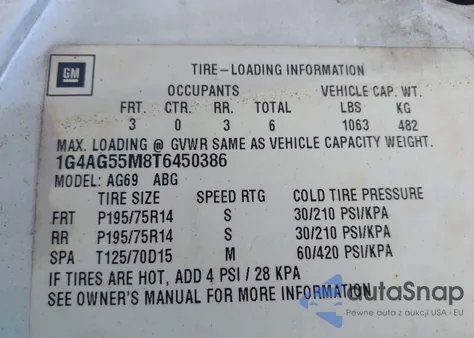 GM
TIRE-LOADING INFORMATION
OCCUPANTS VEHICLE CAP. WT.
FRT. CTR. RR. TOTAL LBS KG
3 0 3 6 1063 482
MAX. LOADING @ GVWR SAME AS VEHICLE CAPACITY WEIGHT.
1G4AG55M8T6450386
MODEL: AG69 ABG
TIRE SIZE SPEED RTG COLD TIRE PRESSURE
FRT P195/75R14 S 30/210 PSI/KPA
RR P195/75R14 S 30/210 PSI/KPA
SPA T125/70D15 M 60/420 PSI/KPA
IF TIRES ARE HOT, ADD 4 PSI / 28 KPA
SEE OWNER'S MANUAL FOR MORE INFORMATION
autoSnap
Pewne auta z aukcji USA i EU